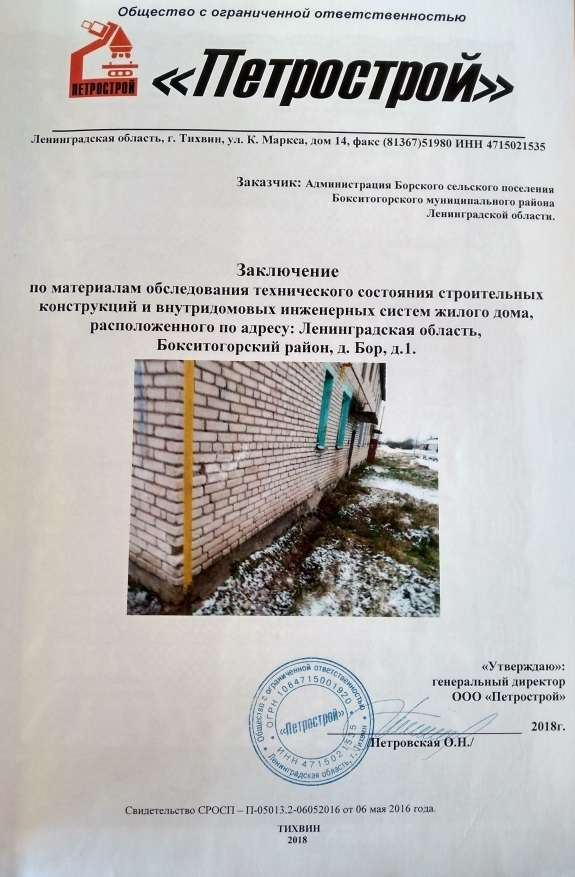 Общество с ограниченной ответственностью
ПЕТРОСТРОЙ
«Петрострой»
Ленинградская область, г. Тихвин, ул. К. Маркса, дом 14, факс (81367)51980 ИНН 4715021535
Заказчик: Администрация Борского сельского поселения
Бокситогорского муниципального района
Ленинградской области.
Заключение
по материалам обследования технического состояния строительных
конструкций и внутридомовых инженерных систем жилого дома,
расположенного по адресу: Ленинградская область,
Бокситогорский район, д. Бор, д.1.
«Утверждаю»:
генеральный директор
ООО «Петрострой»
2018г.
/Петровская О.Н./
Общество с ограниченной ответственностью
ОГРН 1084715001920
«Петрострой»
ИНН 4715021535
Ленинградская область, г. Тихвин
Свидетельство СРОСП – П-05013.2-06052016 от 06 мая 2016 года.
ТИХВИН
2018